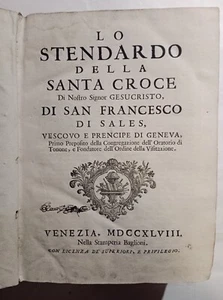 LO
STENDARDO
DELLA
SANTA CROCE
Di Nostro Signor GESUCRISTO,
DI SAN FRANCESCO
DI SALES,
VESCOVO E PRENCIPE DI GENEVA,
Primo Preposito della Congregazione dell' Oratorio di
Tonone, e Fondatore dell' Ordine della Visitazione.
VENEZIA, MDCCXLVIII.
Nella Stamperia Baglioni.
CON LICENZA DE' SUPERIORI, E PRIVILEGIO.